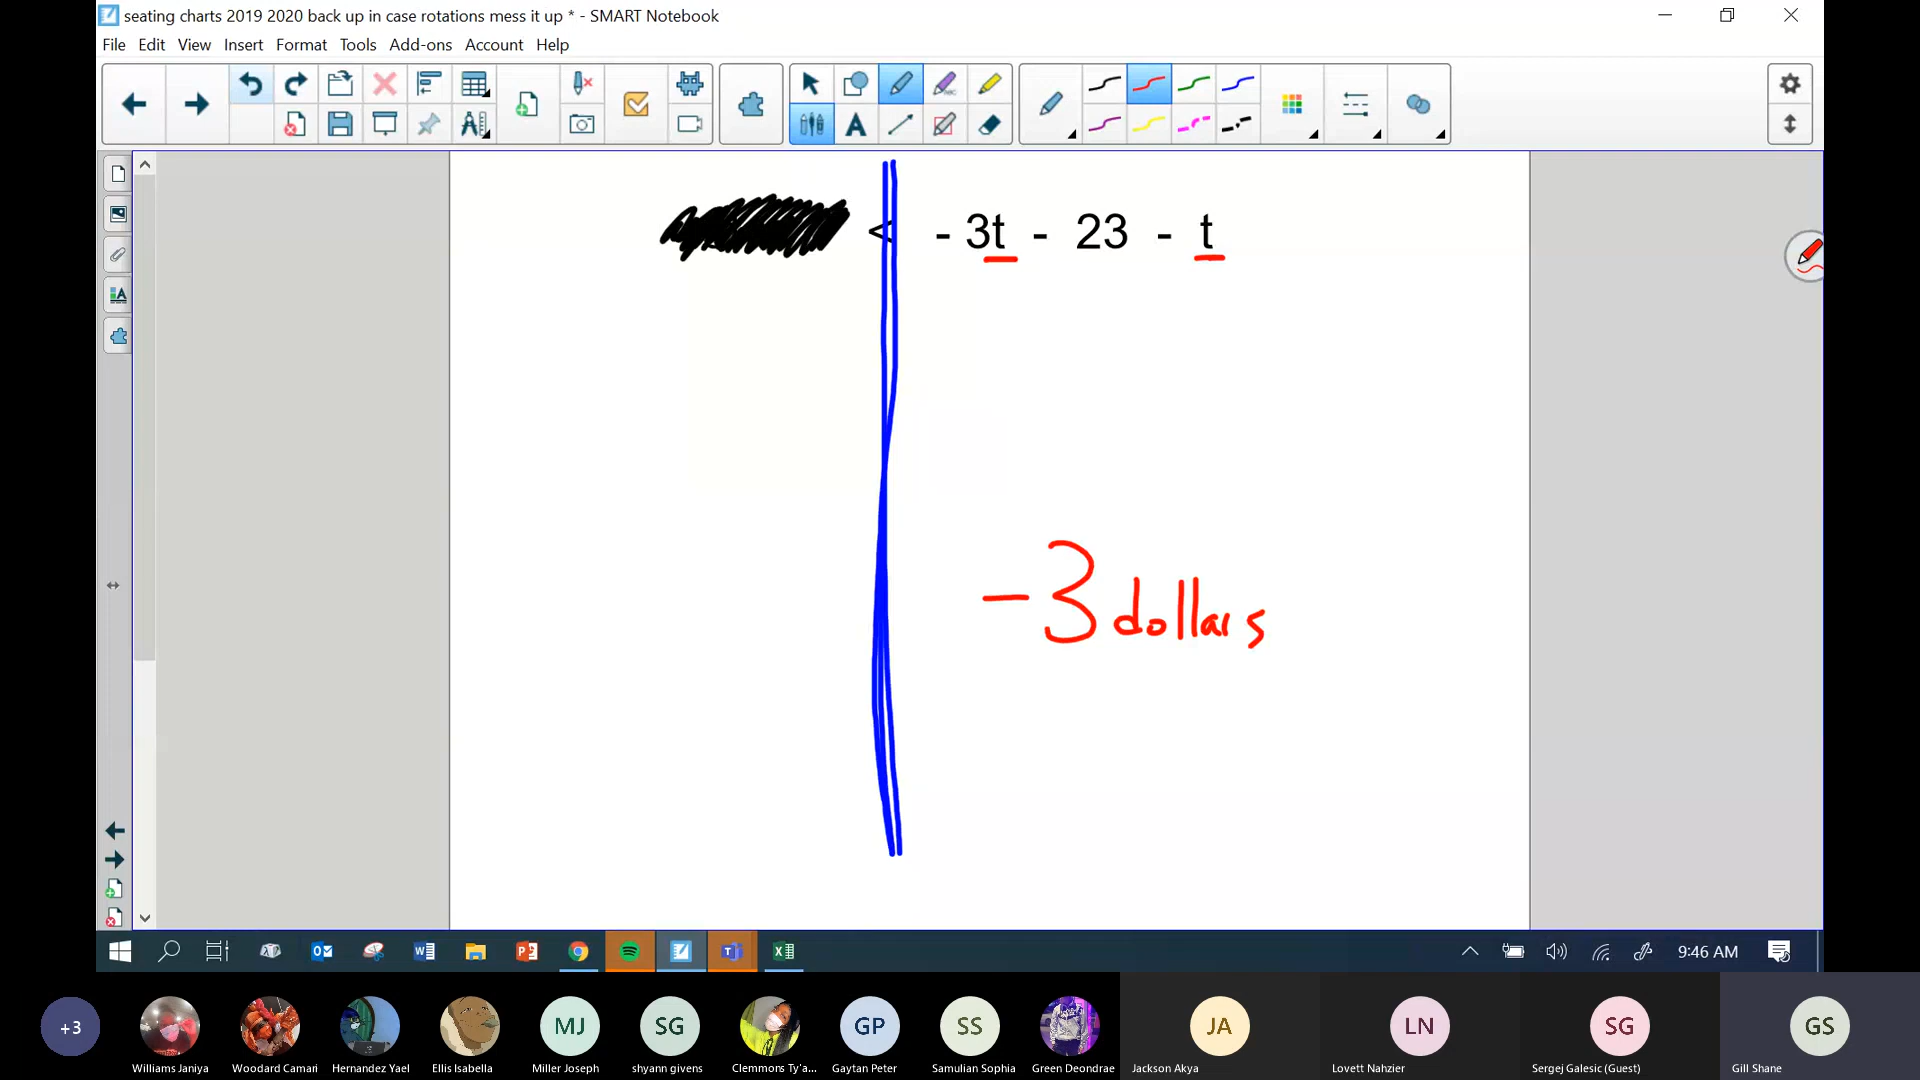 seating charts 2019 2020 back up in case rotations mess it up * - SMART Notebook
File Edit View Insert Format Tools Add-ons Account Help
< - 3t - 23 - t
-3 dollars
9:46 AM
+3
MJ SG GP SS JA LN SG GS
Williams Janiya Woodard Camari Hernandez Yael Ellis Isabella Miller Joseph shyann givens Clemmons Ty'a... Gaytan Peter Samulian Sophia Green Deondrae Jackson Akya Lovett Nahzier Sergej Galesic (Guest) Gill Shane